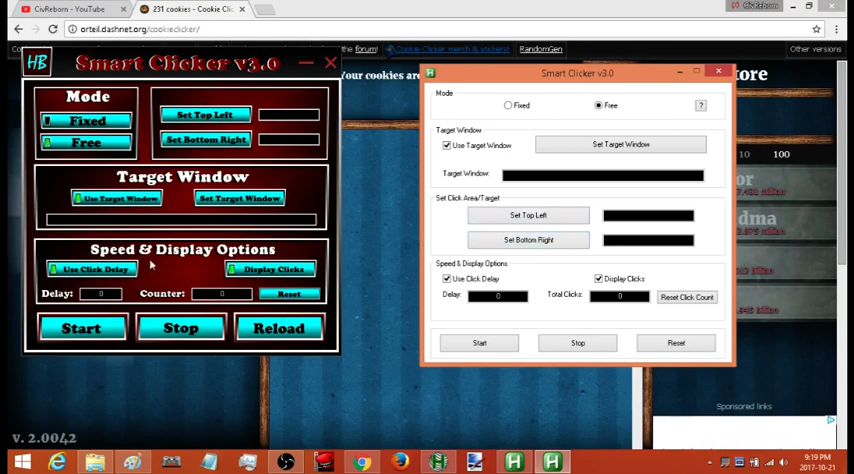 CivReborn - YouTube
231 cookies - Cookie Clic
CivReborn
orteil.dashnet.org/cookieclicker/
forum!
Cookie Clicker merch & stickers!
RandomGen
Other versions
HB
Smart Clicker v3.0
Your cookies are
Mode
Fixed
Free
Set Top Left
Set Bottom Right
Target Window
Use Target Window
Set Target Window
Speed & Display Options
Use Click Delay
Display Clicks
Delay: 0
Counter: 0
Reset
Start
Stop
Reload
Smart Clicker v3.0
Mode
Fixed
Free
?
Target Window
Use Target Window
Set Target Window
Target Window:
Set Click Area/Target
Set Top Left
Set Bottom Right
Speed & Display Options
Use Click Delay
Display Clicks
Delay: 0
Total Clicks: 0
Reset Click Count
Start
Stop
Reset
ore
10
100
or
dma
Sponsored links
v. 2.0042
9:19 PM
2017-10-21